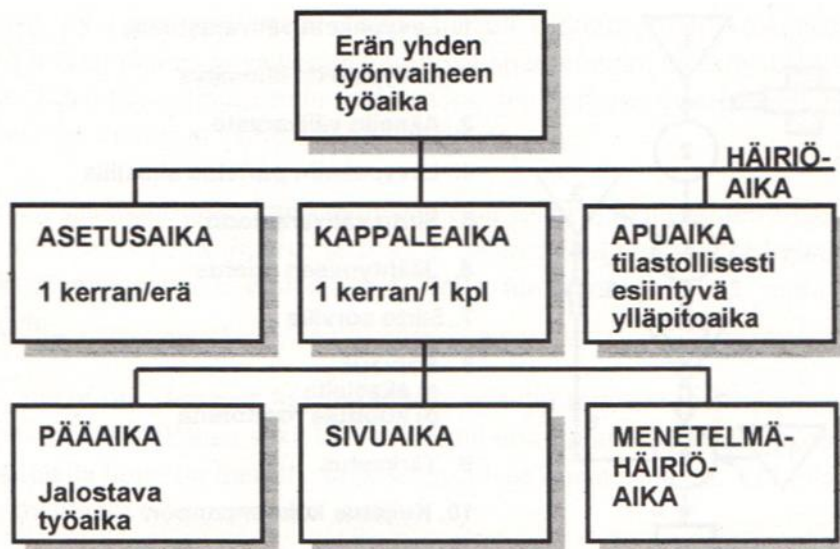 Erän yhden
työnvaiheen
työaika
HÄIRIÖ-
AIKA
ASETUSAIKA
1 kerran/erä
KAPPALEAIKA
1 kerran/1 kpl
APUAIKA
tilastollisesti
esiintyvä
ylläpitoaika
PÄÄAIKA
Jalostava
työaika
SIVUAIKA
MENETELMÄ-
HÄIRIÖ-
AIKA